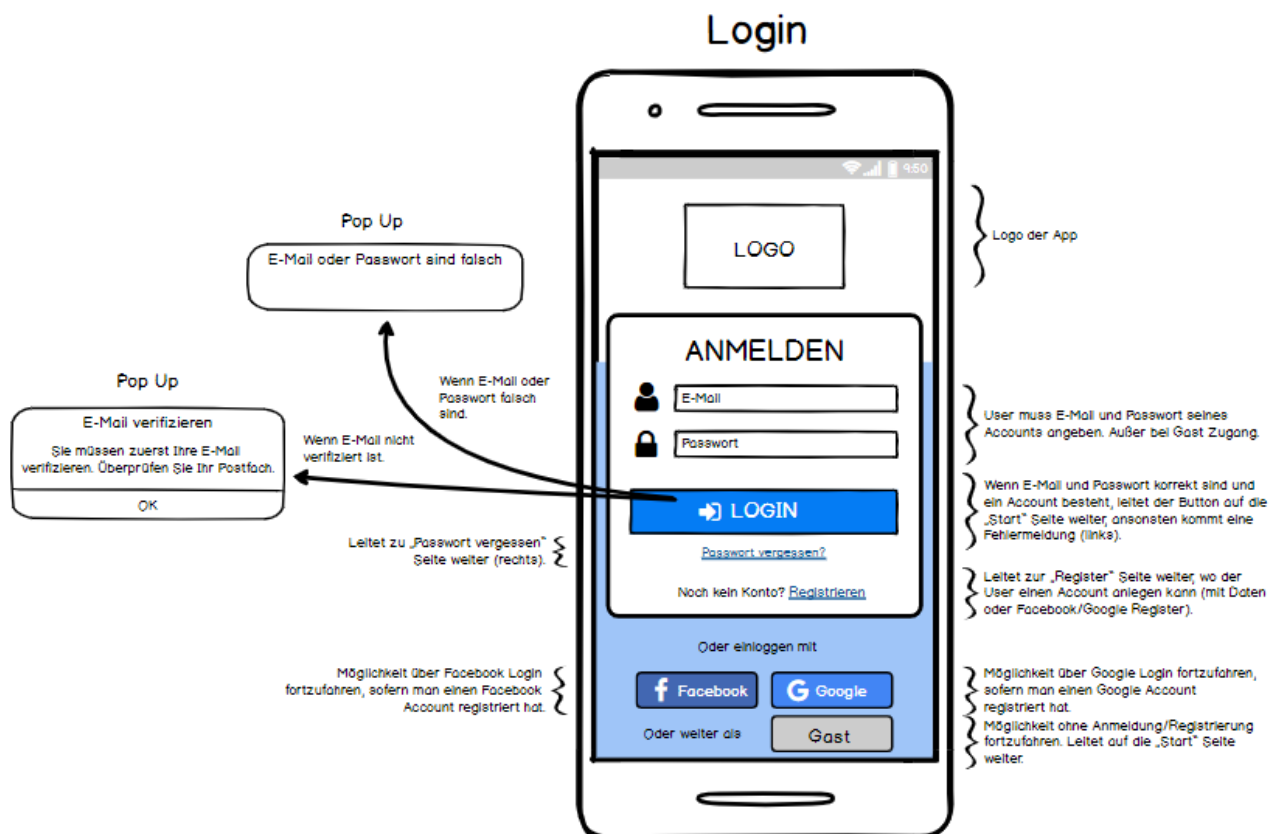 Login
9:50
LOGO
Logo der App
Pop Up
E-Mail oder Passwort sind falsch
Wenn E-Mail oder
Passwort falsch
sind.
Pop Up
E-Mail verifizieren
Sie müssen zuerst Ihre E-Mail
verifizieren. Überprüfen Sie Ihr Postfach.
OK
Wenn E-Mail nicht
verifiziert ist.
ANMELDEN
E-Mail
Passwort
User muss E-Mail und Passwort seines
Accounts angeben. Außer bei Gast Zugang.
LOGIN
Wenn E-Mail und Passwort korrekt sind und
ein Account besteht, leitet der Button auf die
„Start“ Seite weiter, ansonsten kommt eine
Fehlermeldung (links).
Leitet zu „Passwort vergessen“
Seite weiter (rechts).
Passwort vergessen?
Noch kein Konto? Registrieren
Leitet zur „Register“ Seite weiter, wo der
User einen Account anlegen kann (mit Daten
oder Facebook/Google Register).
Oder einloggen mit
Möglichkeit über Facebook Login
fortzufahren, sofern man einen Facebook
Account registriert hat.
f Facebook
G Google
Möglichkeit über Google Login fortzufahren,
sofern man einen Google Account
registriert hat.
Oder weiter als
Gast
Möglichkeit ohne Anmeldung/Registrierung
fortzufahren. Leitet auf die „Start“ Seite
weiter.